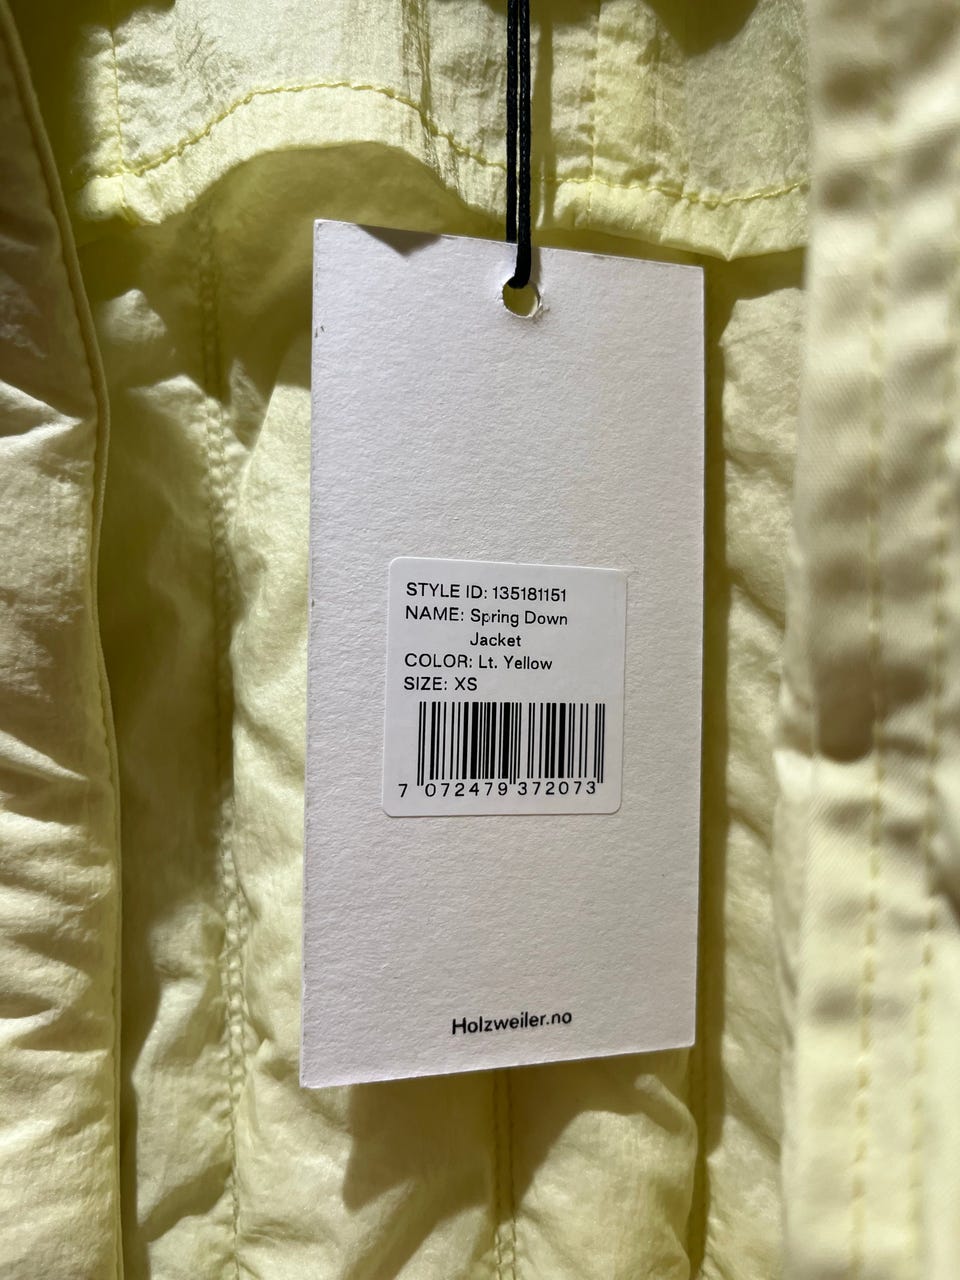 STYLE ID: 135181151
NAME: Spring Down
Jacket
COLOR: Lt. Yellow
SIZE: XS
7 072479 372073
Holzweiler.no